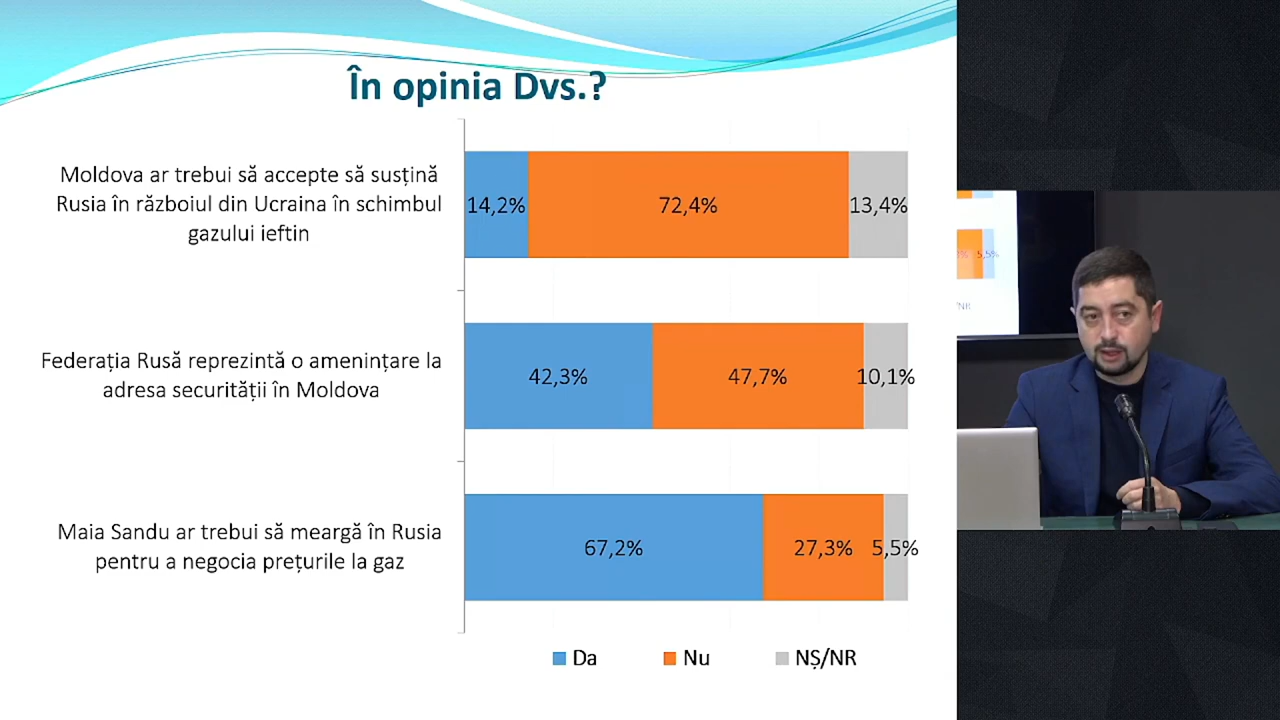 În opinia Dvs.?
Moldova ar trebui să accepte să susțină
Rusia în războiul din Ucraina în schimbul
gazului ieftin
14,2%
72,4%
13,4%
Federația Rusă reprezintă o amenințare la
adresa securității în Moldova
42,3%
47,7%
10,1%
Maia Sandu ar trebui să meargă în Rusia
pentru a negocia prețurile la gaz
67,2%
27,3%
5,5%
Da
Nu
NȘ/NR
5,5%